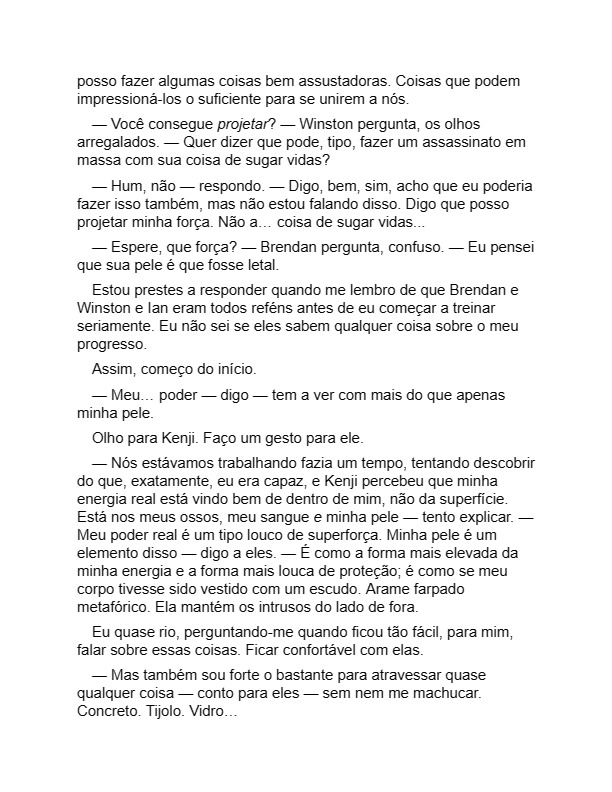 posso fazer algumas coisas bem assustadoras. Coisas que podem
impressioná-los o suficiente para se unirem a nós.
— Você consegue projetar? — Winston pergunta, os olhos
arregalados. — Quer dizer que pode, tipo, fazer um assassinato em
massa com sua coisa de sugar vidas?
— Hum, não — respondo. — Digo, bem, sim, acho que eu poderia
fazer isso também, mas não estou falando disso. Digo que posso
projetar minha força. Não a… coisa de sugar vidas...
— Espere, que força? — Brendan pergunta, confuso. — Eu pensei
que sua pele é que fosse letal.
Estou prestes a responder quando me lembro de que Brendan e
Winston e Ian eram todos reféns antes de eu começar a treinar
seriamente. Eu não sei se eles sabem qualquer coisa sobre o meu
progresso.
Assim, começo do início.
— Meu… poder — digo — tem a ver com mais do que apenas
minha pele.
Olho para Kenji. Faço um gesto para ele.
— Nós estávamos trabalhando fazia um tempo, tentando descobrir
do que, exatamente, eu era capaz, e Kenji percebeu que minha
energia real está vindo bem de dentro de mim, não da superfície.
Está nos meus ossos, meu sangue e minha pele — tento explicar. —
Meu poder real é um tipo louco de superforça. Minha pele é um
elemento disso — digo a eles. — É como a forma mais elevada da
minha energia e a forma mais louca de proteção; é como se meu
corpo tivesse sido vestido com um escudo. Arame farpado
metafórico. Ela mantém os intrusos do lado de fora.
Eu quase rio, perguntando-me quando ficou tão fácil, para mim,
falar sobre essas coisas. Ficar confortável com elas.
— Mas também sou forte o bastante para atravessar quase
qualquer coisa — conto para eles — sem nem me machucar.
Concreto. Tijolo. Vidro…